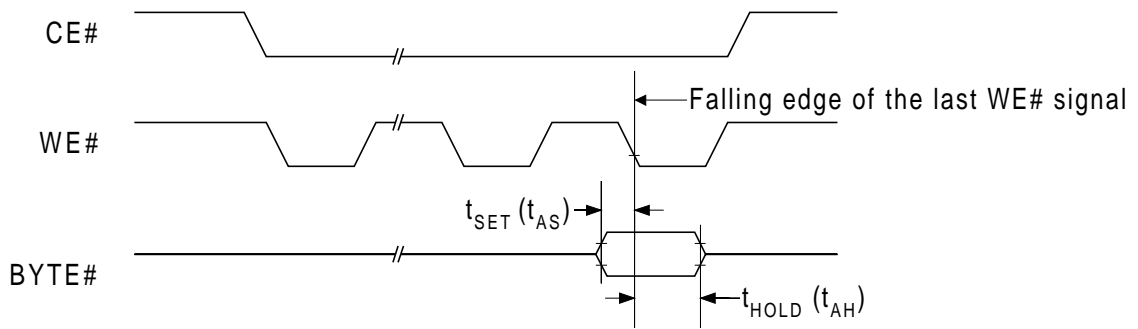 CE#
Falling edge of the last WE# signal
WE#
tSET (tAS)
BYTE#
tHOLD (tAH)